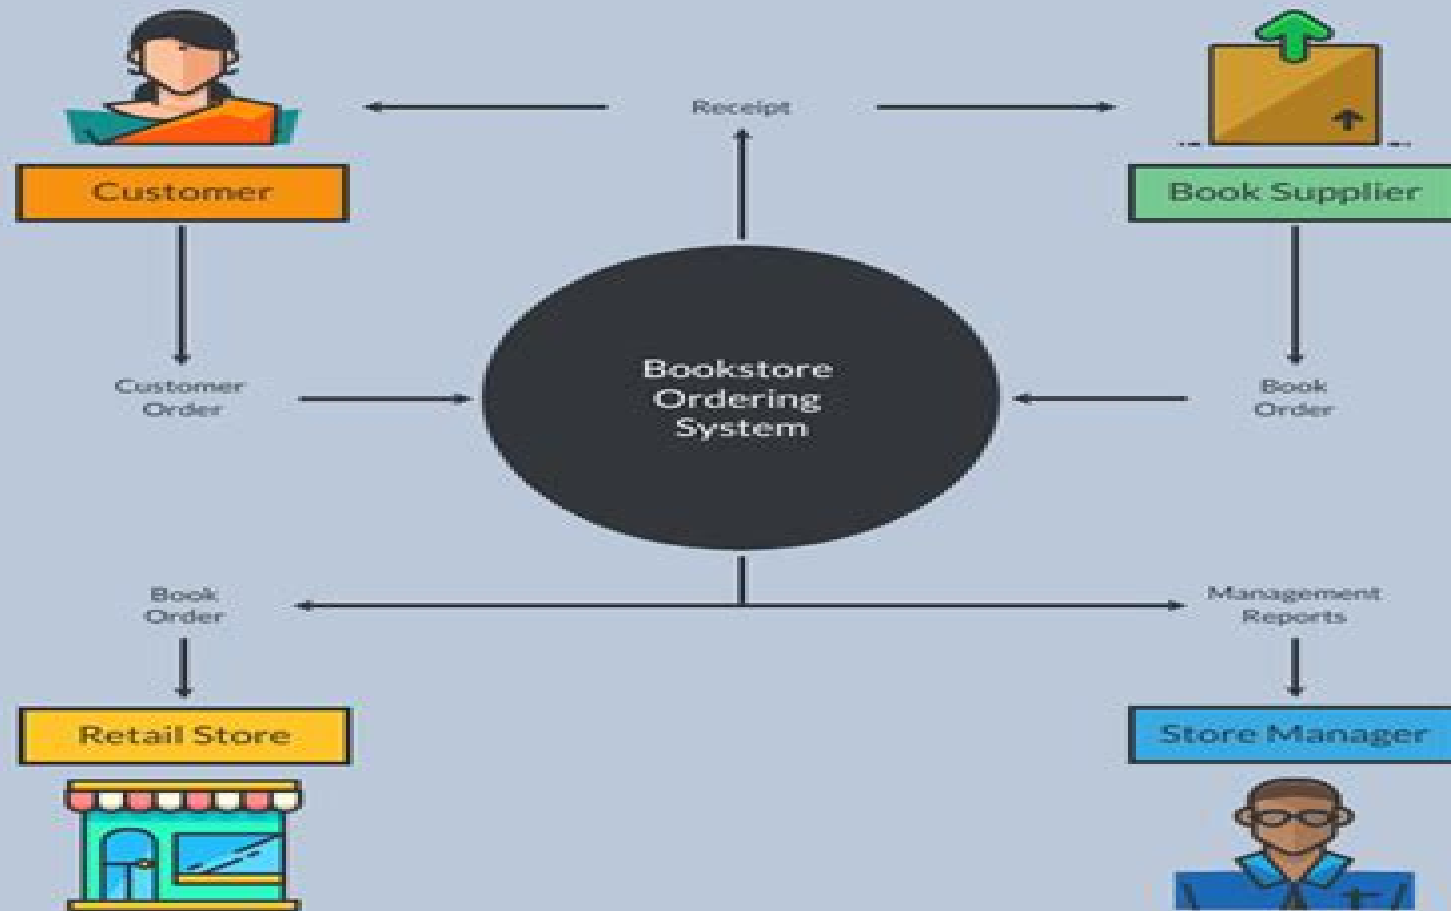 Receipt
Customer
Book Supplier
Customer
Order
Bookstore
Ordering
System
Book
Order
Book
Order
Management
Reports
Retail Store
Store Manager